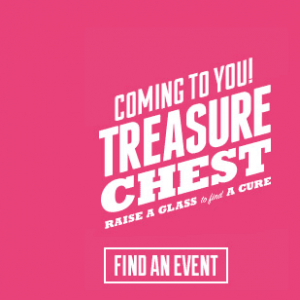 COMING TO YOU!
TREASURE
CHEST
RAISE A GLASS to find A CURE
FIND AN EVENT